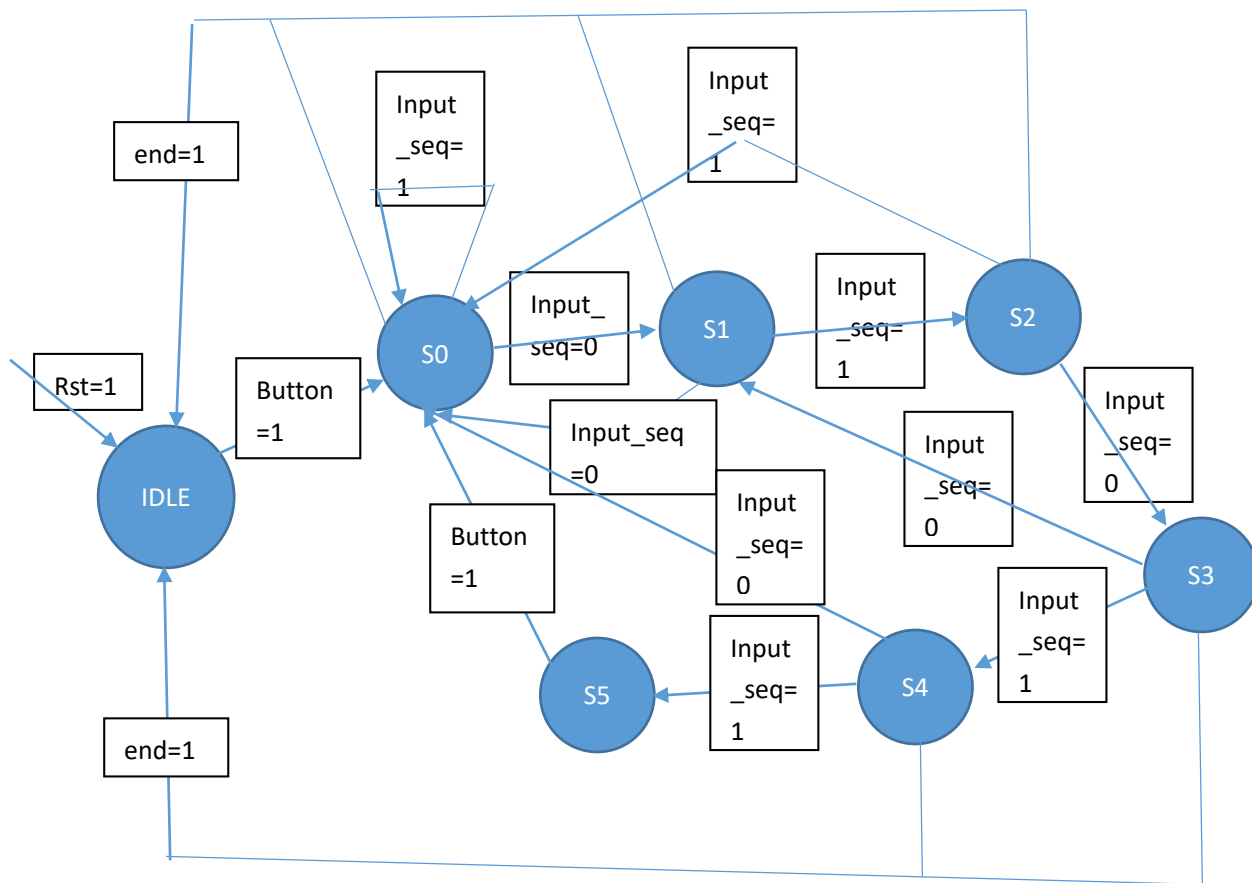 Input
_seq=
1
Input
_seq=
1
end=1
Input_
seq=0
Input
_seq=
1
S0
S1
S2
Rst=1
Button
=1
Input_seq
=0
Input
_seq=
0
Input
_seq=
0
IDLE
Button
=1
Input
_seq=
0
S3
Input
_seq=
1
S5
Input
_seq=
1
S4
end=1